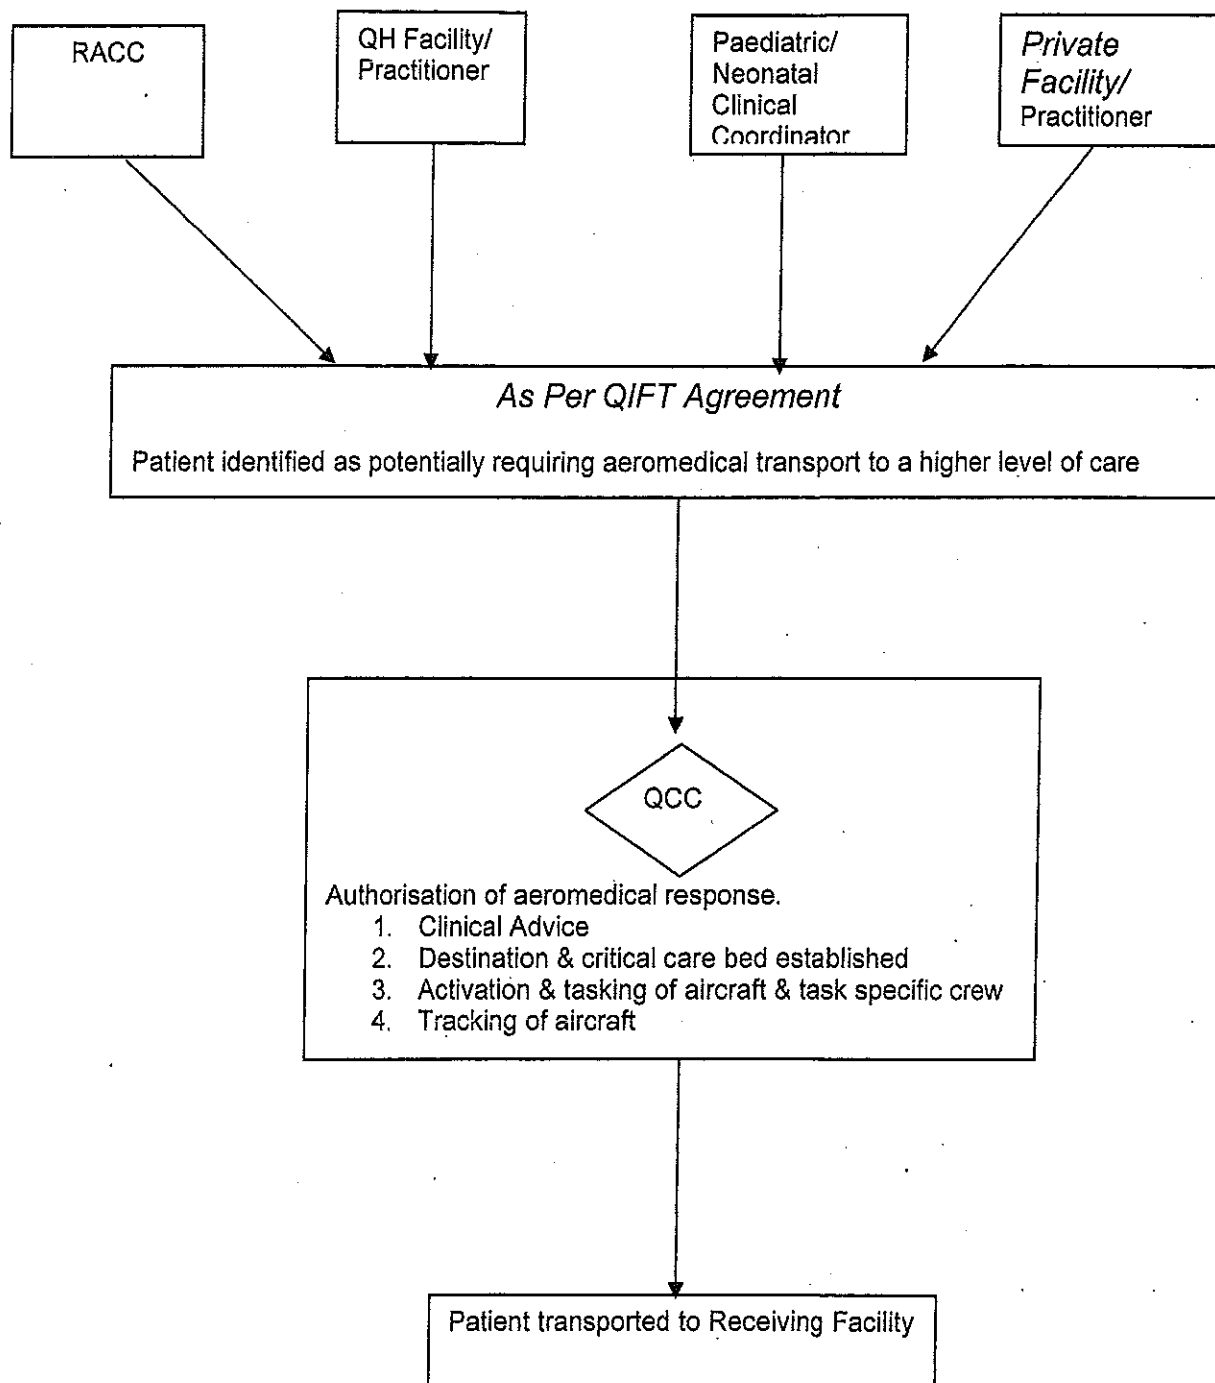 RACC
QH Facility/
Practitioner
Paediatric/
Neonatal
Clinical
Coordinator
Private
Facility/
Practitioner
As Per QIFT Agreement
Patient identified as potentially requiring aeromedical transport to a higher level of care
QCC
Authorisation of aeromedical response.
1. Clinical Advice
2. Destination & critical care bed established
3. Activation & tasking of aircraft & task specific crew
4. Tracking of aircraft
Patient transported to Receiving Facility